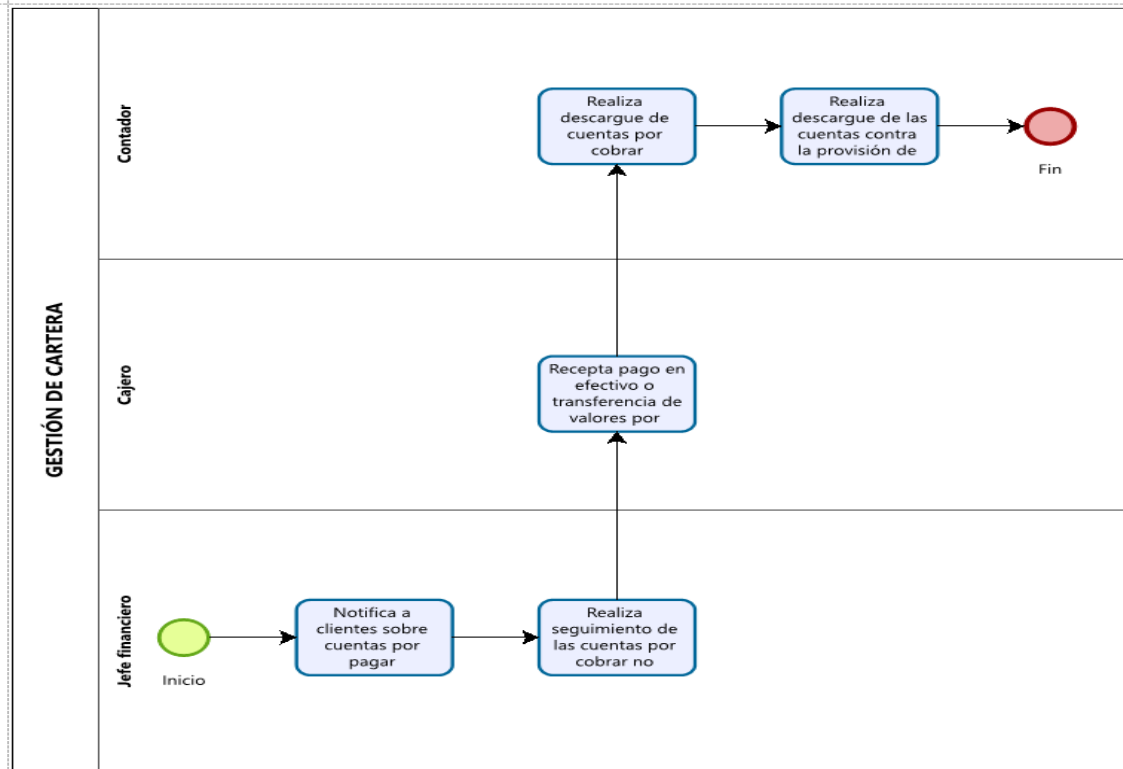 GESTIÓN DE CARTERA
Contador
Realiza
descargue de
cuentas por
cobrar
Realiza
descargue de las
cuentas contra
la provisión de
Fin
Cajero
Recepta pago en
efectivo o
transferencia de
valores por
Jefe financiero
Inicio
Notifica a
clientes sobre
cuentas por
pagar
Realiza
seguimiento de
las cuentas por
cobrar no